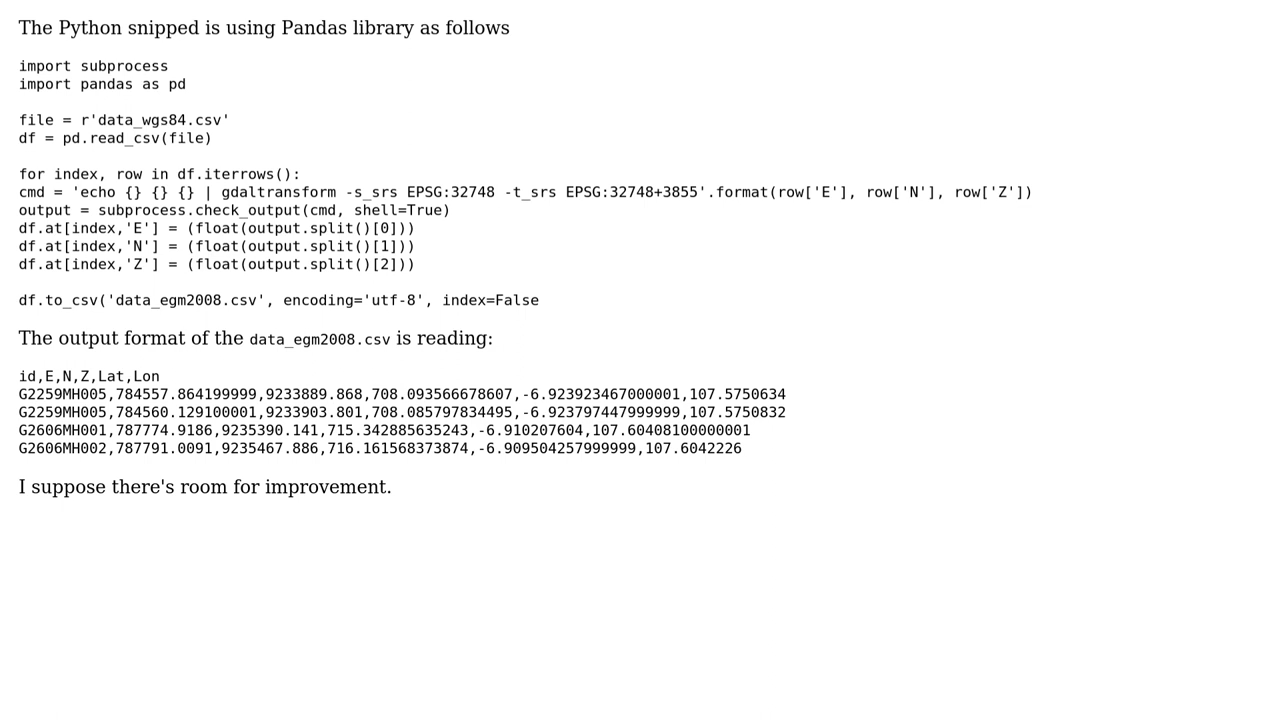 The Python snipped is using Pandas library as follows
import subprocess
import pandas as pd
file = r'data_wgs84.csv'
df = pd.read_csv(file)
for index, row in df.iterrows():
cmd = 'echo {} {} {} | gdaltransform -s_srs EPSG:32748 -t_srs EPSG:32748+3855'.format(row['E'], row['N'], row['Z'])
output = subprocess.check_output(cmd, shell=True)
df.at[index,'E'] = (float(output.split()[0]))
df.at[index,'N'] = (float(output.split()[1]))
df.at[index,'Z'] = (float(output.split()[2]))
df.to_csv('data_egm2008.csv', encoding='utf-8', index=False
The output format of the data_egm2008.csv is reading:
id,E,N,Z,Lat,Lon
G2259MH005,784557.864199999,9233889.868,708.093566678607,-6.923923467000001,107.5750634
G2259MH005,784560.129100001,9233903.801,708.085797834495,-6.923797447999999,107.5750832
G2606MH001,787774.9186,9235390.141,715.342885635243,-6.910207604,107.60408100000001
G2606MH002,787791.0091,9235467.886,716.161568373874,-6.909504257999999,107.6042226
I suppose there's room for improvement.